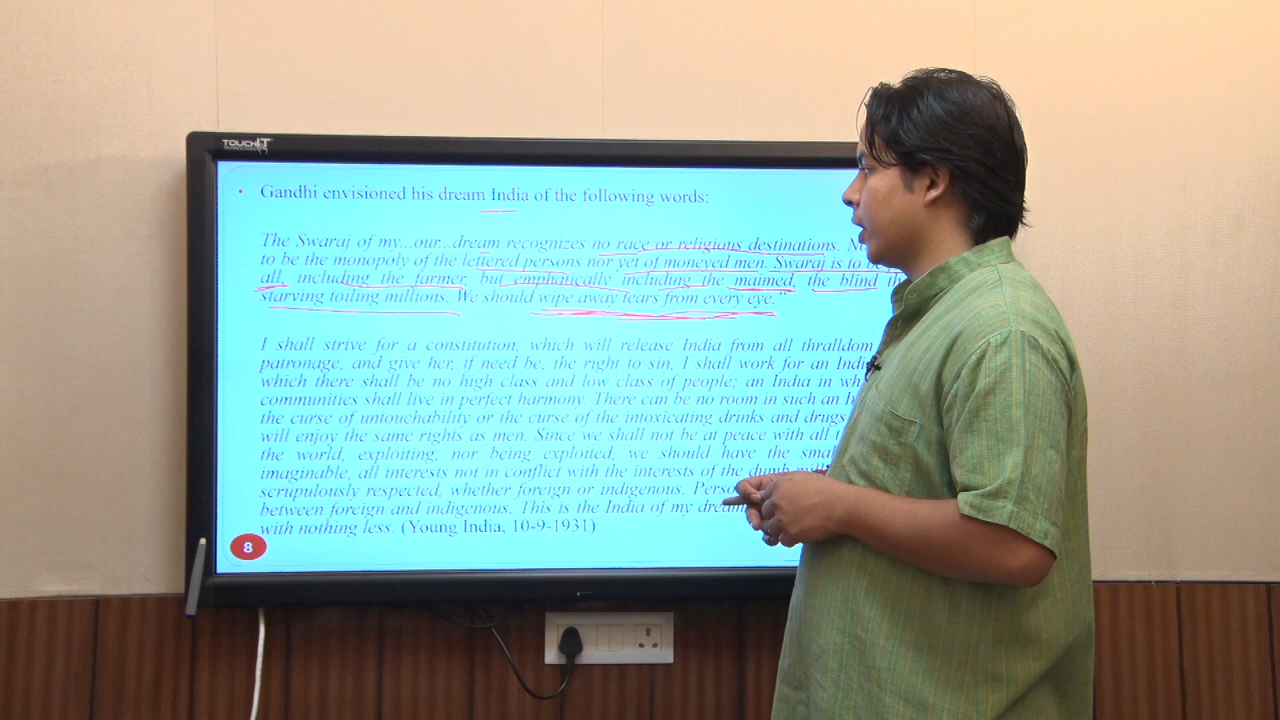 TOUCHIT
Gandhi envisioned his dream India of the following words:
The Swaraj of my...our...dream recognizes no race or religious destinations.
to be the monopoly of the lettered persons nor yet of moneyed men. Swaraj is to be
all, including the farmer, but emphatically including the maimed, the blind
starving toiling millions. We should wipe away tears from every eye."
I shall strive for a constitution, which will release India from all thralldom
patronage, and give her, if need be, the right to sin, I shall work for an
which there shall be no high class and low class of people; an India in
communities shall live in perfect harmony. There can be no room in such an
the curse of untouchability or the curse of the intoxicating drinks and drugs
will enjoy the same rights as men. Since we shall not be at peace with all
the world, exploiting, nor being exploited, we should have the
imaginable, all interests not in conflict with the interests of the dumb
scrupulously respected, whether foreign or indigenous.
between foreign and indigenous. This is the India of my
with nothing less. (Young India, 10-9-1931)
8